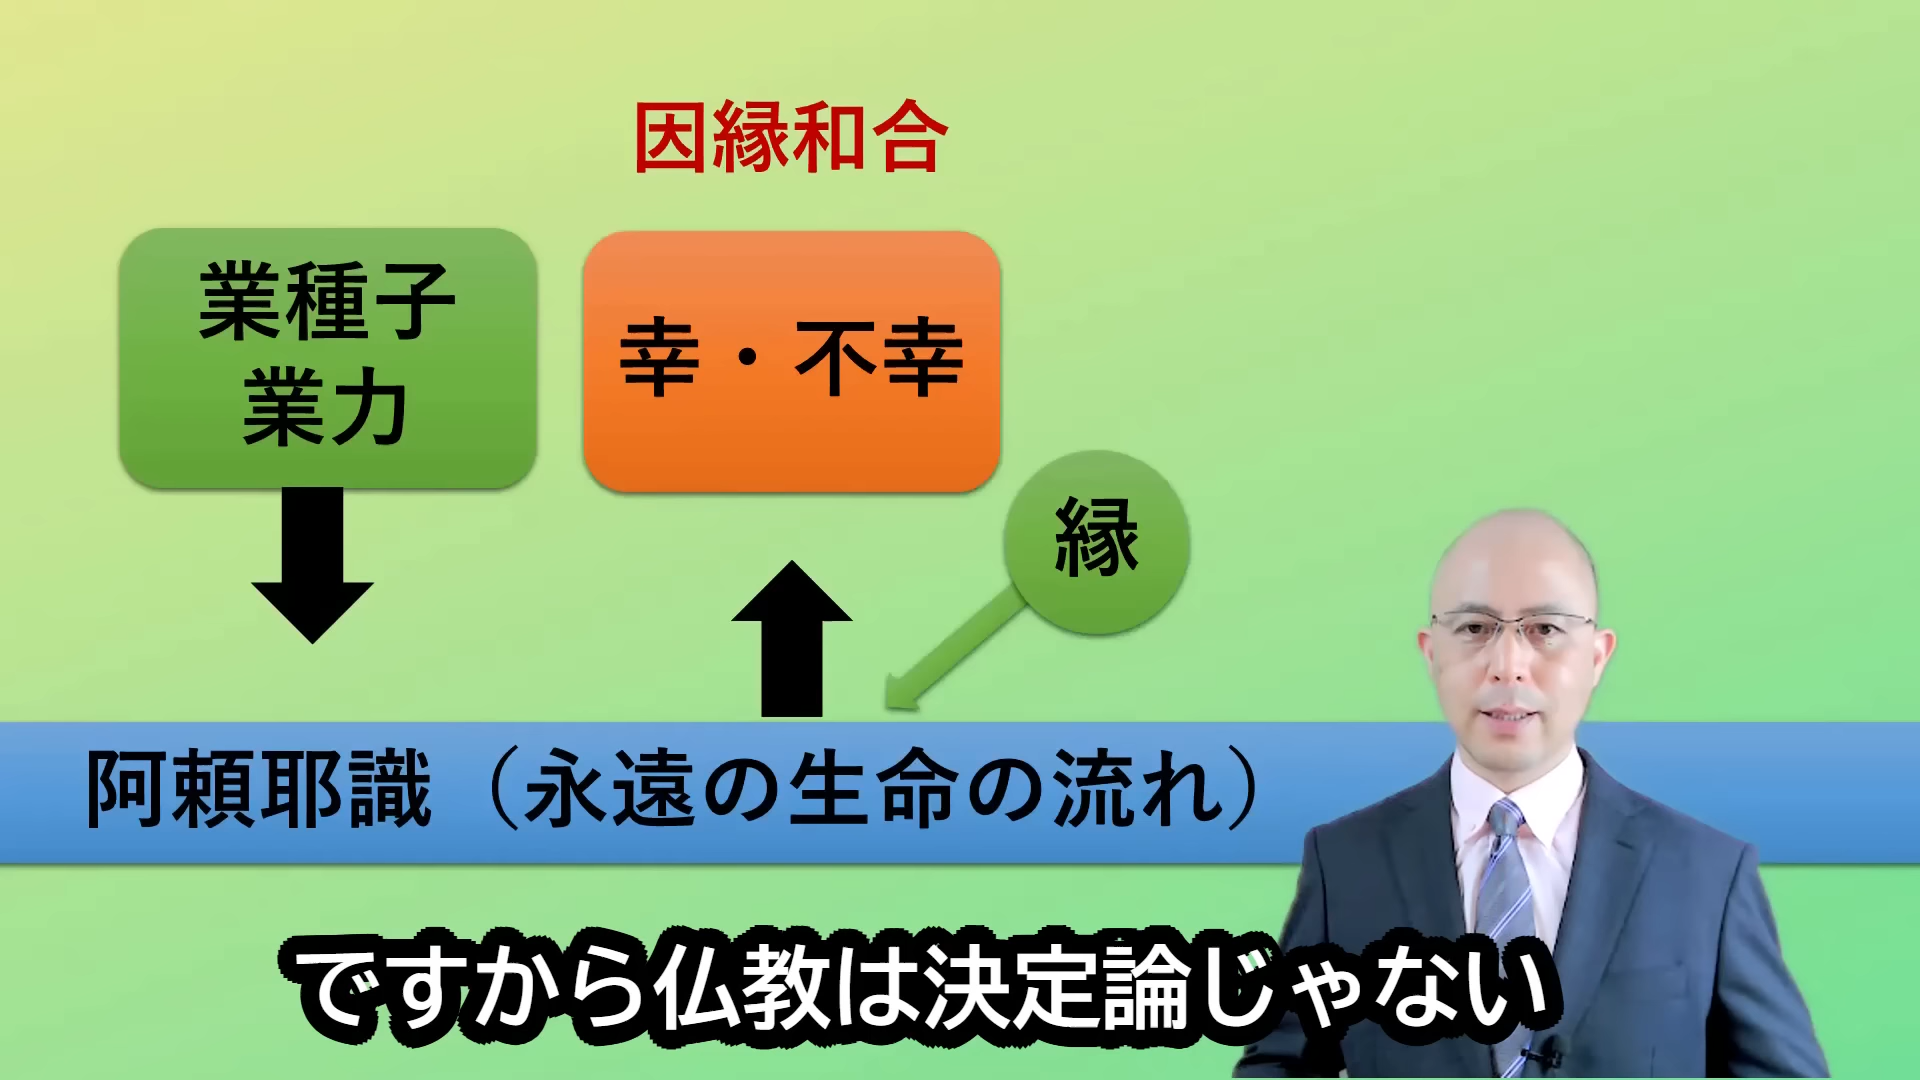 因縁和合
業種子
業力
幸・不幸
縁
阿頼耶識（永遠の生命の流れ）
ですから仏教は決定論じゃない